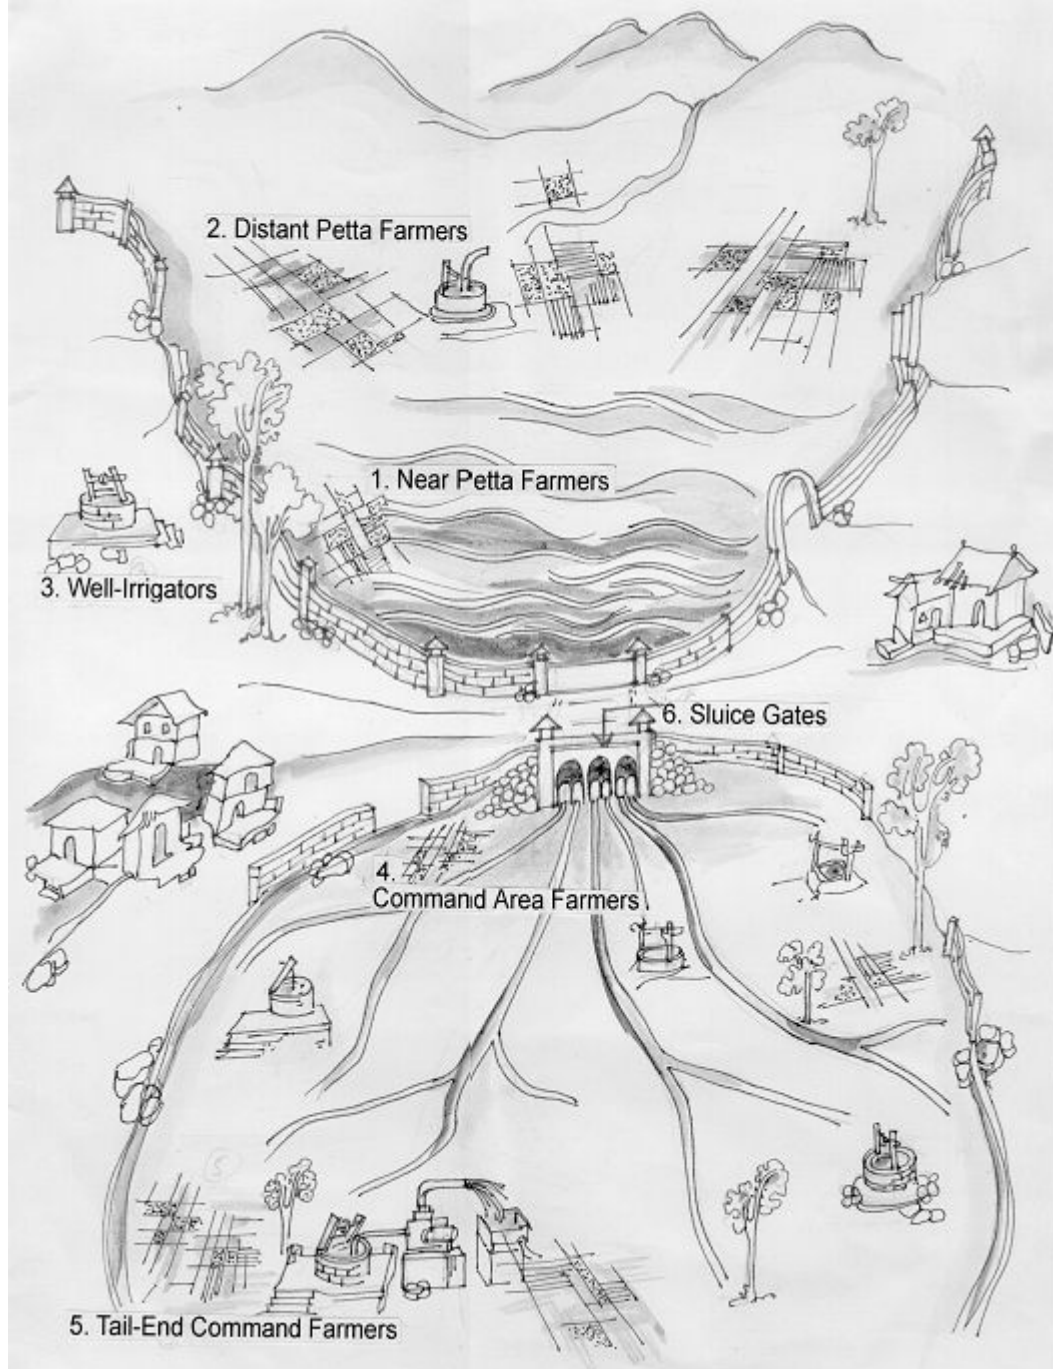 2. Distant Petta Farmers
1. Near Petta Farmers
3. Well-Irrigators
6. Sluice Gates
4.
Command Area Farmers
5. Tail-End Command Farmers